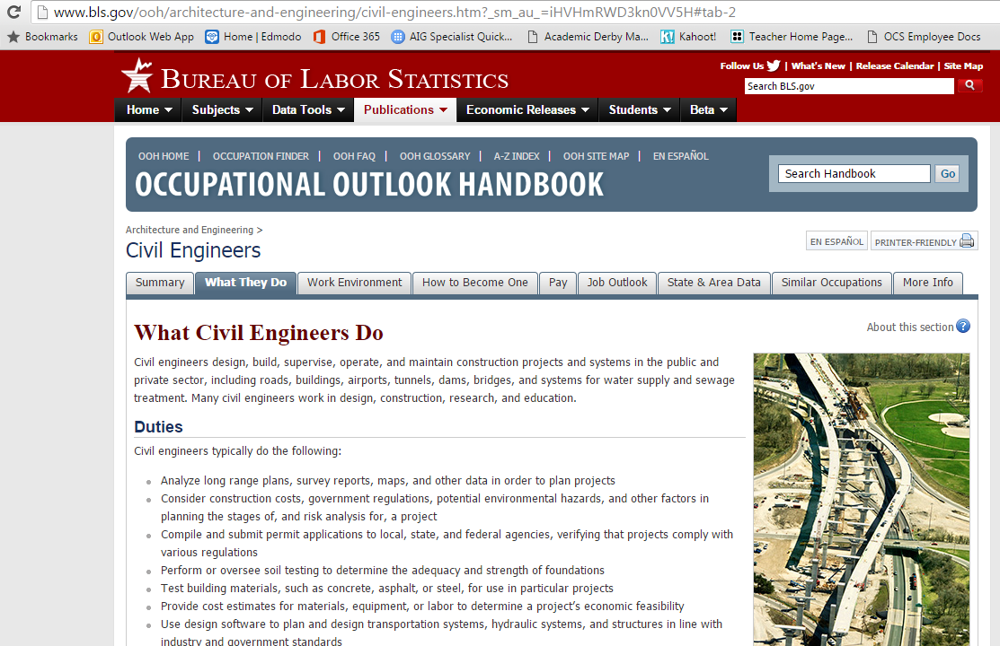 www.bls.gov/ooh/architecture-and-engineering/civil-engineers.htm?_sm_au_=iHVHmRWD3kn0VV5H#tab-2
Bookmarks Outlook Web App Home | Edmodo Office 365 AIG Specialist Quick... Academic Derby Ma... Kahoot! Teacher Home Page... OCS Employee Docs
Follow Us | What's New | Release Calendar | Site Map
BUREAU OF LABOR STATISTICS
Search BLS.gov
Home Subjects Data Tools Publications Economic Releases Students Beta
OOH HOME | OCCUPATION FINDER | OOH FAQ | OOH GLOSSARY | A-Z INDEX | OOH SITE MAP | EN ESPAÑOL
OCCUPATIONAL OUTLOOK HANDBOOK
Search Handbook Go
Architecture and Engineering >
Civil Engineers
EN ESPAÑOL PRINTER-FRIENDLY
Summary What They Do Work Environment How to Become One Pay Job Outlook State & Area Data Similar Occupations More Info
What Civil Engineers Do
About this section ?
Civil engineers design, build, supervise, operate, and maintain construction projects and systems in the public and
private sector, including roads, buildings, airports, tunnels, dams, bridges, and systems for water supply and sewage
treatment. Many civil engineers work in design, construction, research, and education.
Duties
Civil engineers typically do the following:
Analyze long range plans, survey reports, maps, and other data in order to plan projects
Consider construction costs, government regulations, potential environmental hazards, and other factors in
planning the stages of, and risk analysis for, a project
Compile and submit permit applications to local, state, and federal agencies, verifying that projects comply with
various regulations
Perform or oversee soil testing to determine the adequacy and strength of foundations
Test building materials, such as concrete, asphalt, or steel, for use in particular projects
Provide cost estimates for materials, equipment, or labor to determine a project's economic feasibility
Use design software to plan and design transportation systems, hydraulic systems, and structures in line with
industry and government standards